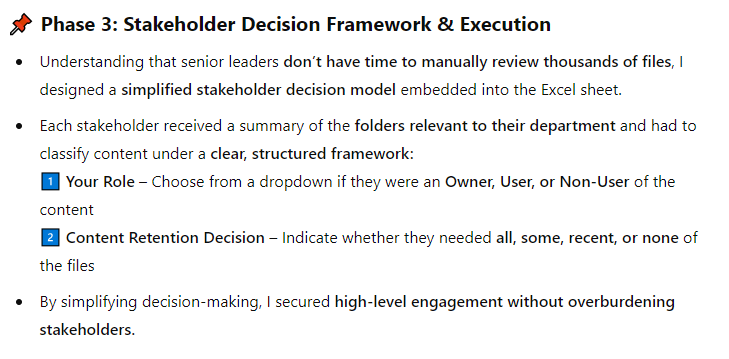 📌 Phase 3: Stakeholder Decision Framework & Execution
• Understanding that senior leaders don't have time to manually review thousands of files, I
designed a simplified stakeholder decision model embedded into the Excel sheet.
• Each stakeholder received a summary of the folders relevant to their department and had to
classify content under a clear, structured framework:
1️⃣ Your Role – Choose from a dropdown if they were an Owner, User, or Non-User of the
content
2️⃣ Content Retention Decision – Indicate whether they needed all, some, recent, or none of
the files
• By simplifying decision-making, I secured high-level engagement without overburdening
stakeholders.